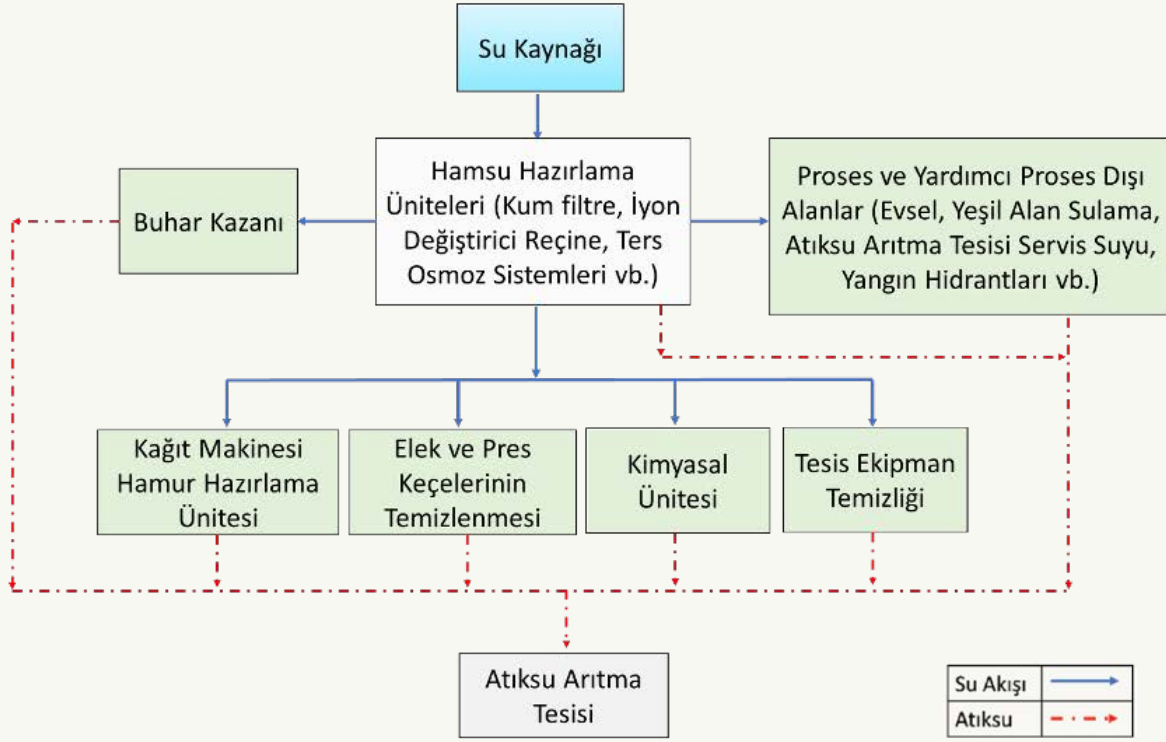 Su Kaynağı
Hamsu Hazırlama
Üniteleri (Kum filtre, İyon
Değiştirici Reçine, Ters
Osmoz Sistemleri vb.)
Buhar Kazanı
Proses ve Yardımcı Proses Dışı
Alanlar (Evsel, Yeşil Alan Sulama,
Atıksu Arıtma Tesisi Servis Suyu,
Yangın Hidrantları vb.)
Kağıt Makinesi
Hamur Hazırlama
Ünitesi
Elek ve Pres
Keçelerinin
Temizlenmesi
Kimyasal
Ünitesi
Tesis Ekipman
Temizliği
Atıksu Arıtma
Tesisi
Su Akışı
Atıksu